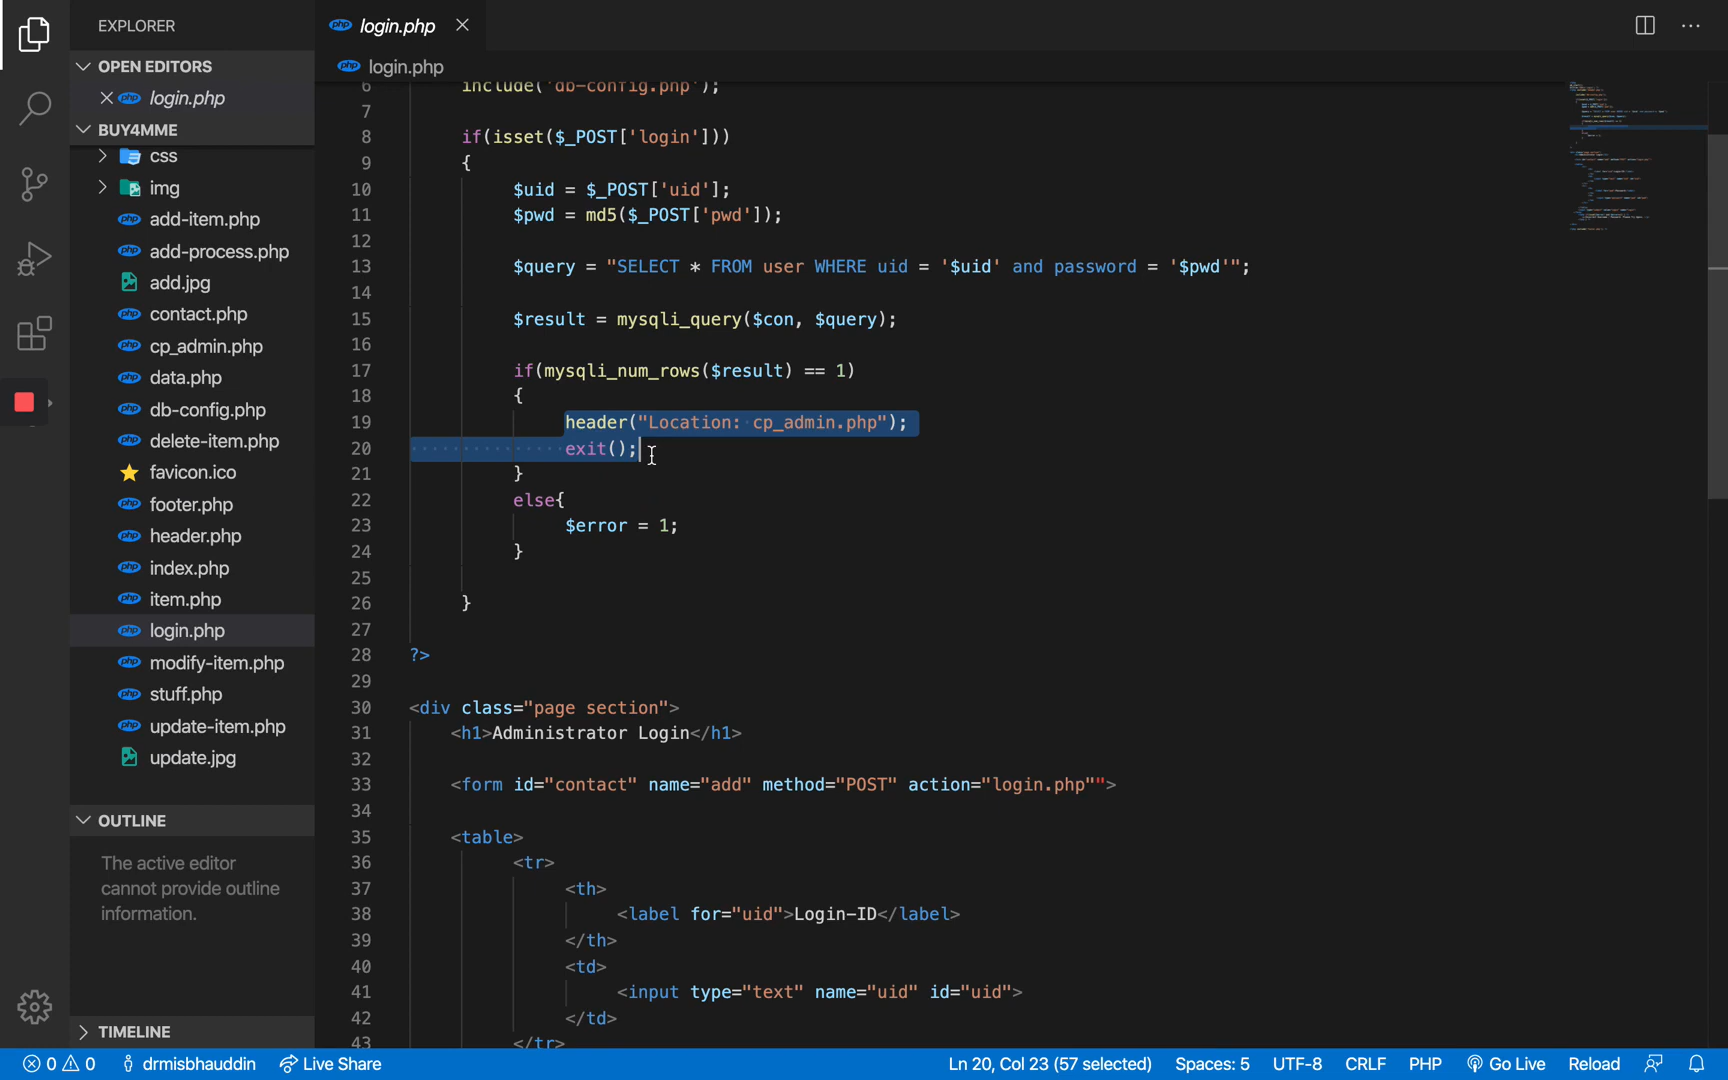 EXPLORER
OPEN EDITORS
login.php
BUY4MME
css
img
add-item.php
add-process.php
add.jpg
contact.php
cp_admin.php
data.php
db-config.php
delete-item.php
favicon.ico
footer.php
header.php
index.php
item.php
login.php
modify-item.php
stuff.php
update-item.php
update.jpg
OUTLINE
The active editor
cannot provide outline
information.
TIMELINE
php login.php
php login.php
6 include('db-config.php');
7
8 if(isset($_POST['login']))
9 {
10 $uid = $_POST['uid'];
11 $pwd = md5($_POST['pwd']);
12
13 $query = "SELECT * FROM user WHERE uid = '$uid' and password = '$pwd'";
14
15 $result = mysqli_query($con, $query);
16
17 if(mysqli_num_rows($result) == 1)
18 {
19 header("Location: cp_admin.php");
20 exit();
21 }
22 else{
23 $error = 1;
24 }
25
26 }
27
28 ?>
29
30 <div class="page section">
31 <h1>Administrator Login</h1>
32
33 <form id="contact" name="add" method="POST" action="login.php"">
34
35 <table>
36 <tr>
37 <th>
38 <label for="uid">Login-ID</label>
39 </th>
40 <td>
41 <input type="text" name="uid" id="uid">
42 </td>
43 </tr>
0 0 drmisbhauddin Live Share Ln 20, Col 23 (57 selected) Spaces: 5 UTF-8 CRLF PHP Go Live Reload